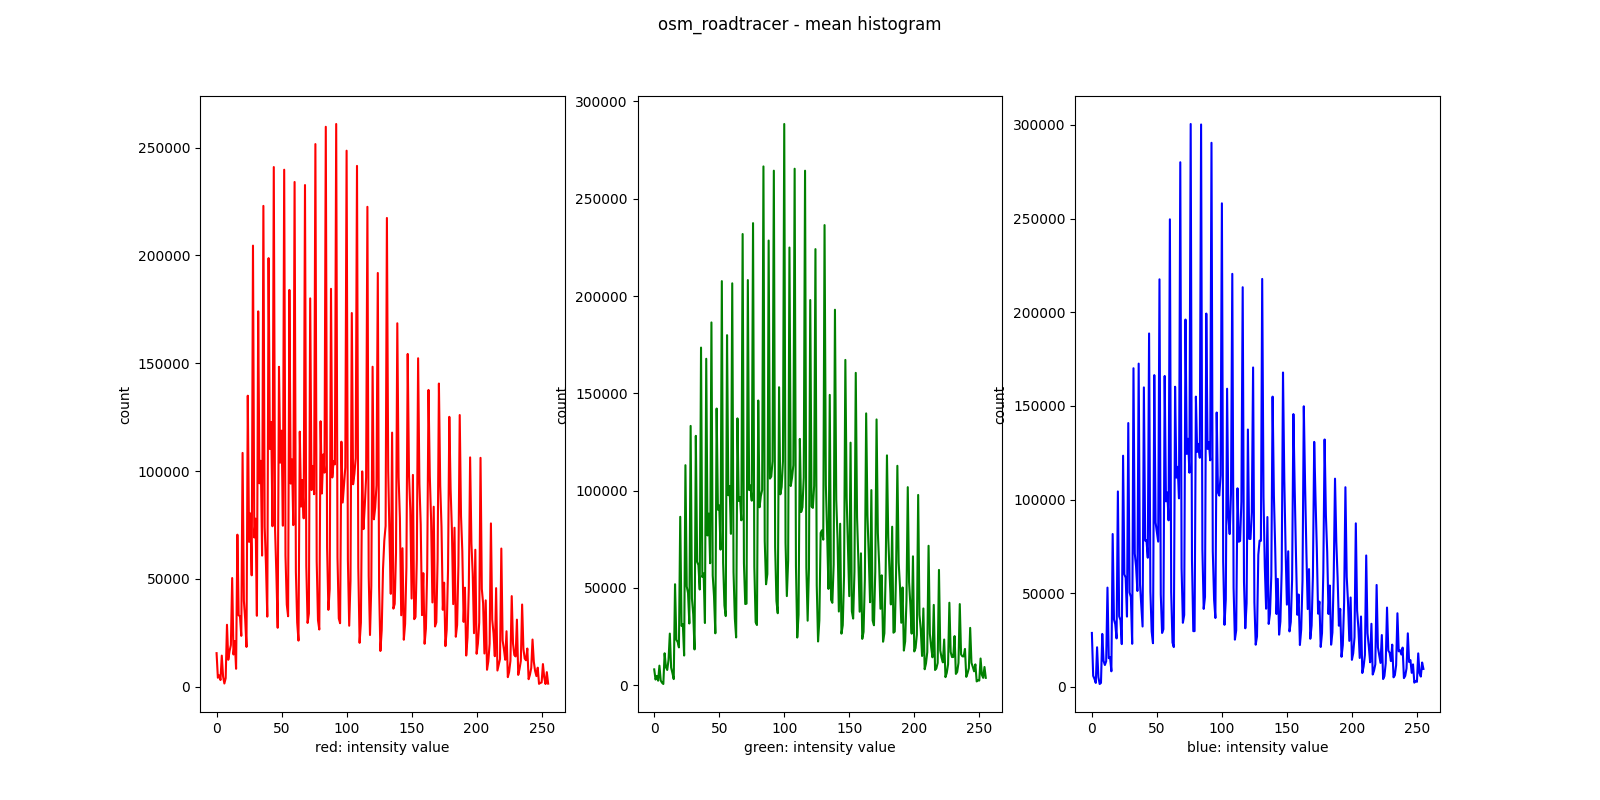 osm_roadtracer - mean histogram
count
250000
200000
150000
100000
50000
0
0 50 100 150 200 250
red: intensity value
count
300000
250000
200000
150000
100000
50000
0
0 50 100 150 200 250
green: intensity value
count
300000
250000
200000
150000
100000
50000
0
0 50 100 150 200 250
blue: intensity value